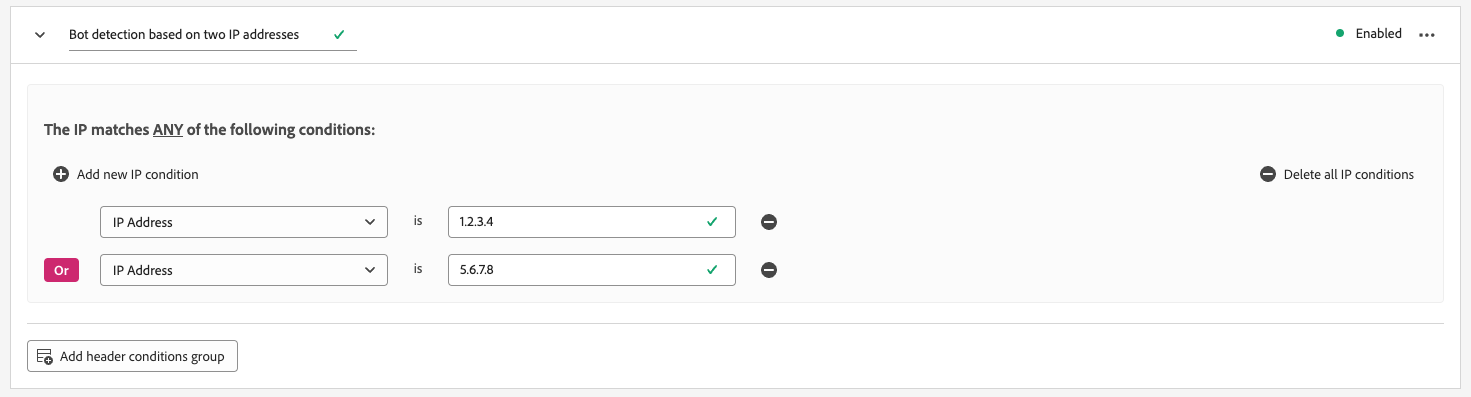 Bot detection based on two IP addresses
Enabled
The IP matches ANY of the following conditions:
Add new IP condition
Delete all IP conditions
IP Address is 1.2.3.4
Or IP Address is 5.6.7.8
Add header conditions group